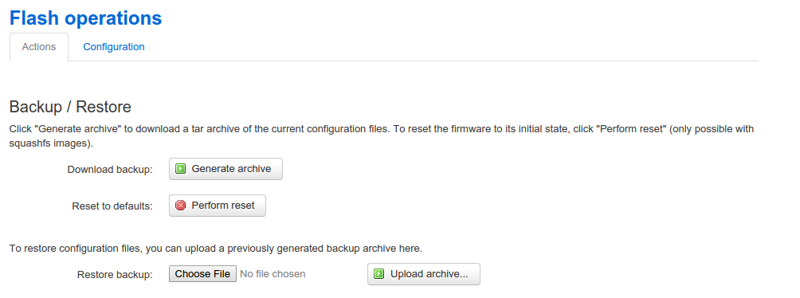 Flash operations
Actions Configuration
Backup / Restore
Click "Generate archive" to download a tar archive of the current configuration files. To reset the firmware to its initial state, click "Perform reset" (only possible with
squashfs images).
Download backup: Generate archive
Reset to defaults: Perform reset
To restore configuration files, you can upload a previously generated backup archive here.
Restore backup: Choose File No file chosen Upload archive...